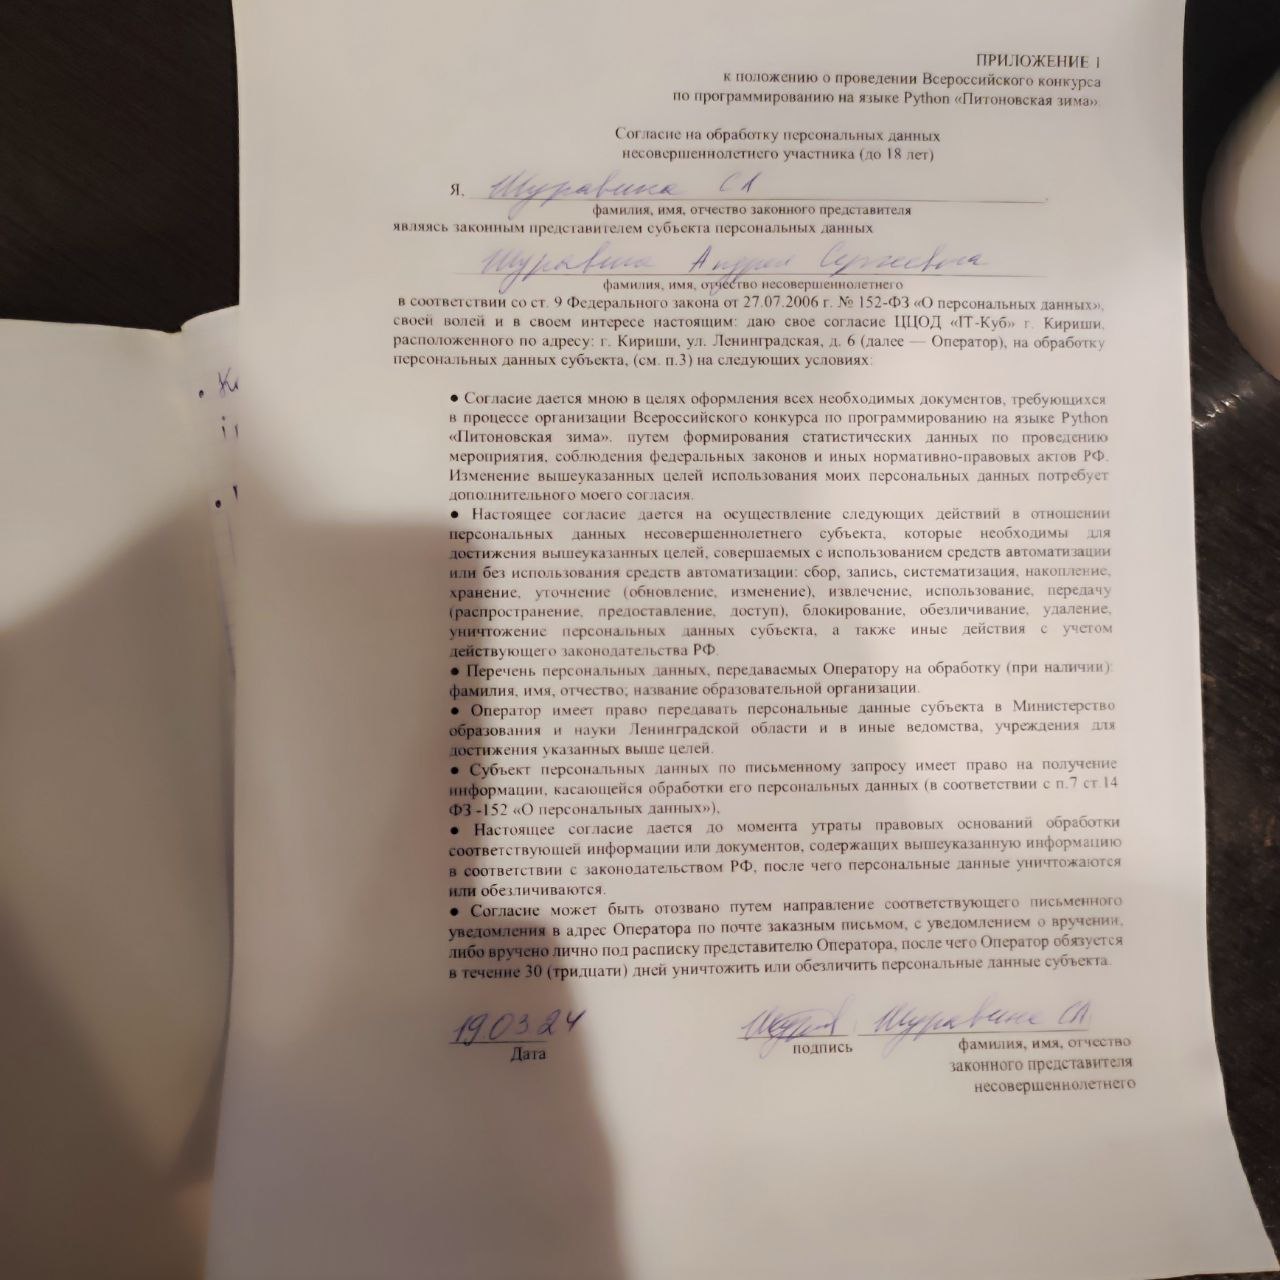 ПРИЛОЖЕНИЕ 1
к положению о проведении Всероссийского конкурса
по программированию на языке Python «Питоновская зима».
Согласие на обработку персональных данных
несовершеннолетнего участника (до 18 лет)
Я, Шуравина СА
фамилия, имя, отчество законного представителя
являясь законным представителем субъекта персональных данных
Андрей Сергеевич
фамилия, имя, отчество несовершеннолетнего
в соответствии со ст. 9 Федерального закона от 27.07.2006 г. № 152-ФЗ «О персональных данных»,
своей волей и в своем интересе настоящим: даю свое согласие ЦЦОД «IT-Куб» г. Кириши,
расположенного по адресу: г. Кириши, ул. Ленинградская, д. 6 (далее — Оператор), на обработку
персональных данных субъекта, (см. п.3) на следующих условиях:
● Согласие дается мною в целях оформления всех необходимых документов, требующихся
в процессе организации Всероссийского конкурса по программированию на языке Python
«Питоновская зима». путем формирования статистических данных по проведению
мероприятия, соблюдения федеральных законов и иных нормативно-правовых актов РФ.
Изменение вышеуказанных целей использования моих персональных данных потребует
дополнительного моего согласия.
● Настоящее согласие дается на осуществление следующих действий в отношении
персональных данных несовершеннолетнего субъекта, которые необходимы для
достижения вышеуказанных целей, совершаемых с использованием средств автоматизации
или без использования средств автоматизации: сбор, запись, систематизация, накопление,
хранение, уточнение (обновление, изменение), извлечение, использование, передачу
(распространение, предоставление, доступ), блокирование, обезличивание, удаление,
уничтожение персональных данных субъекта, а также иные действия с учетом
действующего законодательства РФ.
● Перечень персональных данных, передаваемых Оператору на обработку (при наличии):
фамилия, имя, отчество; название образовательной организации.
● Оператор имеет право передавать персональные данные субъекта в Министерство
образования и науки Ленинградской области и в иные ведомства, учреждения для
достижения указанных выше целей.
● Субъект персональных данных по письменному запросу имеет право на получение
информации, касающейся обработки его персональных данных (в соответствии с п.7 ст.14
ФЗ -152 «О персональных данных»),
● Настоящее согласие дается до момента утраты правовых оснований обработки
соответствующей информации или документов, содержащих вышеуказанную информацию
в соответствии с законодательством РФ, после чего персональные данные уничтожаются
или обезличиваются.
● Согласие может быть отозвано путем направление соответствующего письменного
уведомления в адрес Оператора по почте заказным письмом, с уведомлением о вручении,
либо вручено лично под расписку представителю Оператора, после чего Оператор обязуется
в течение 30 (тридцати) дней уничтожить или обезличить персональные данные субъекта.
19.03.24 Шуравина СА
Дата подпись фамилия, имя, отчество
законного представителя
несовершеннолетнего